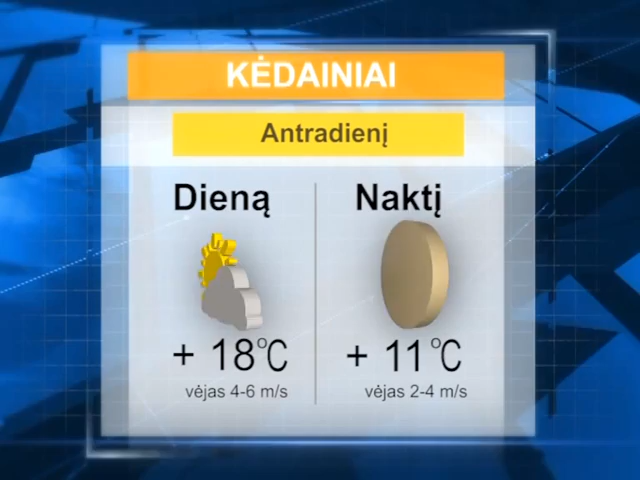 KĖDAINIAI
Antradienį
Dieną
Naktį
+ 18°C
+ 11°C
vėjas 4-6 m/s
vėjas 2-4 m/s